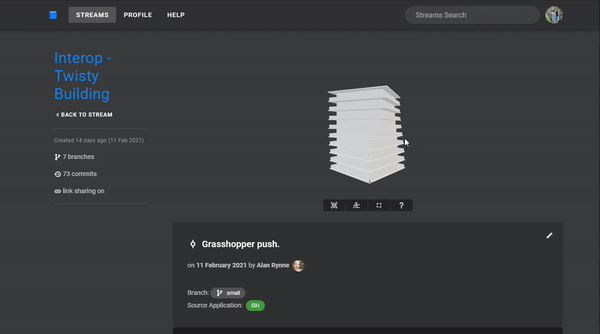 STREAMS PROFILE HELP Streams Search
Interop -
Twisty
Building
< BACK TO STREAM
Created 14 days ago (11 Feb 2021)
7 branches
73 commits
link sharing on
?
Grasshopper push.
on 11 February 2021 by Alan Rynne
Branch: small
Source Application: GH